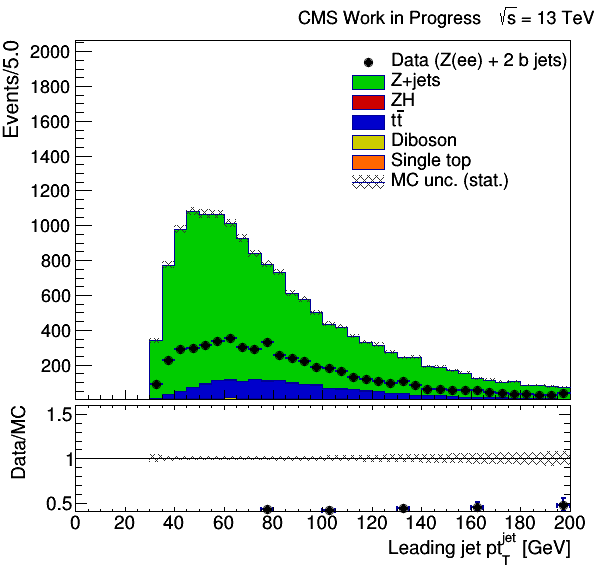 CMS Work in Progress √s = 13 TeV
Events/5.0
2000
1800
1600
1400
1200
1000
800
600
400
200
Data (Z(ee) + 2 b jets)
Z+jets
ZH
tt̅
Diboson
Single top
MC unc. (stat.)
Data/MC
1.5
1
0.5
0 20 40 60 80 100 120 140 160 180 200
Leading jet pt_T^jet [GeV]